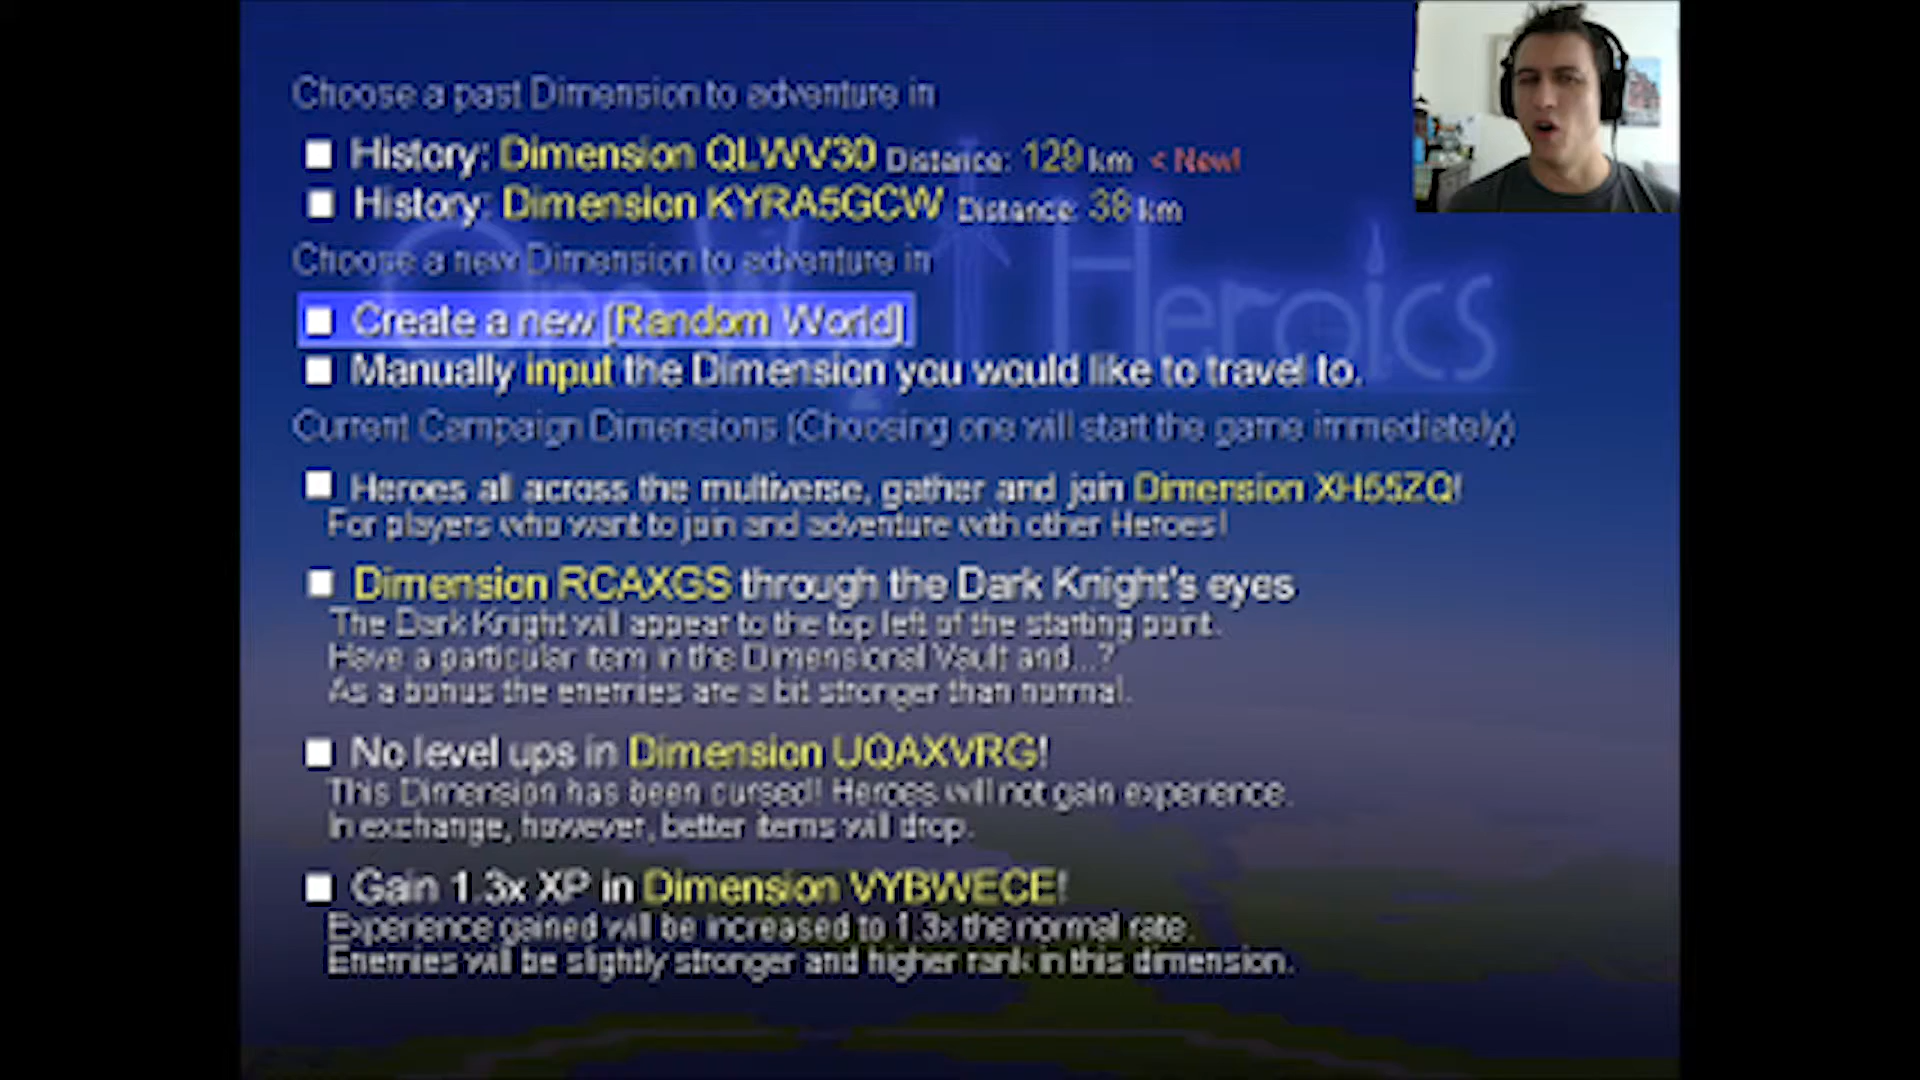 Choose a past Dimension to adventure in
History: Dimension QLWV30 Distance: 129 km < New!
History: Dimension KYRA5GCW Distance: 38 km
Choose a new Dimension to adventure in
One Way Heroics
Create a new [Random World]
Manually input the Dimension you would like to travel to.
Current Campaign Dimensions (Choosing one will start the game immediately)
Heroes all across the multiverse, gather and join Dimension XH55ZQ!
For players who want to join and adventure with other Heroes!
Dimension RCAXGS through the Dark Knight's eyes
The Dark Knight will appear to the top left of the starting point.
Have a particular item in the Dimensional Vault and...?
As a bonus the enemies are a bit stronger than normal.
No level ups in Dimension UQAXVRG!
This Dimension has been cursed! Heroes will not gain experience.
In exchange, however, better items will drop.
Gain 1.3x XP in Dimension VYBWECE!
Experience gained will be increased to 1.3x the normal rate.
Enemies will be slightly stronger and higher rank in this dimension.